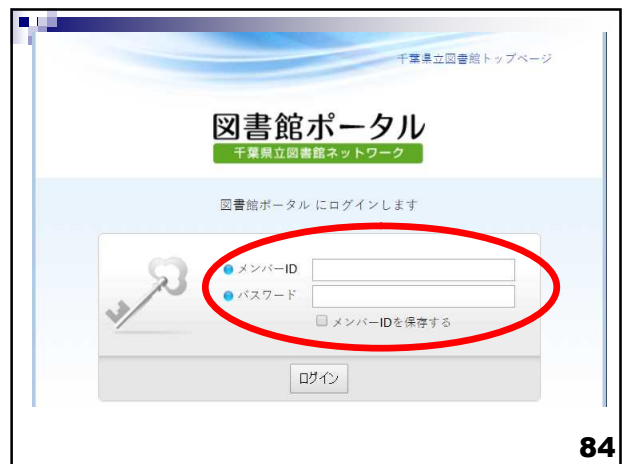 千葉県立図書館トップページ
図書館ポータル
千葉県立図書館ネットワーク
図書館ポータル にログインします
メンバーID
パスワード
メンバーIDを保存する
ログイン
84